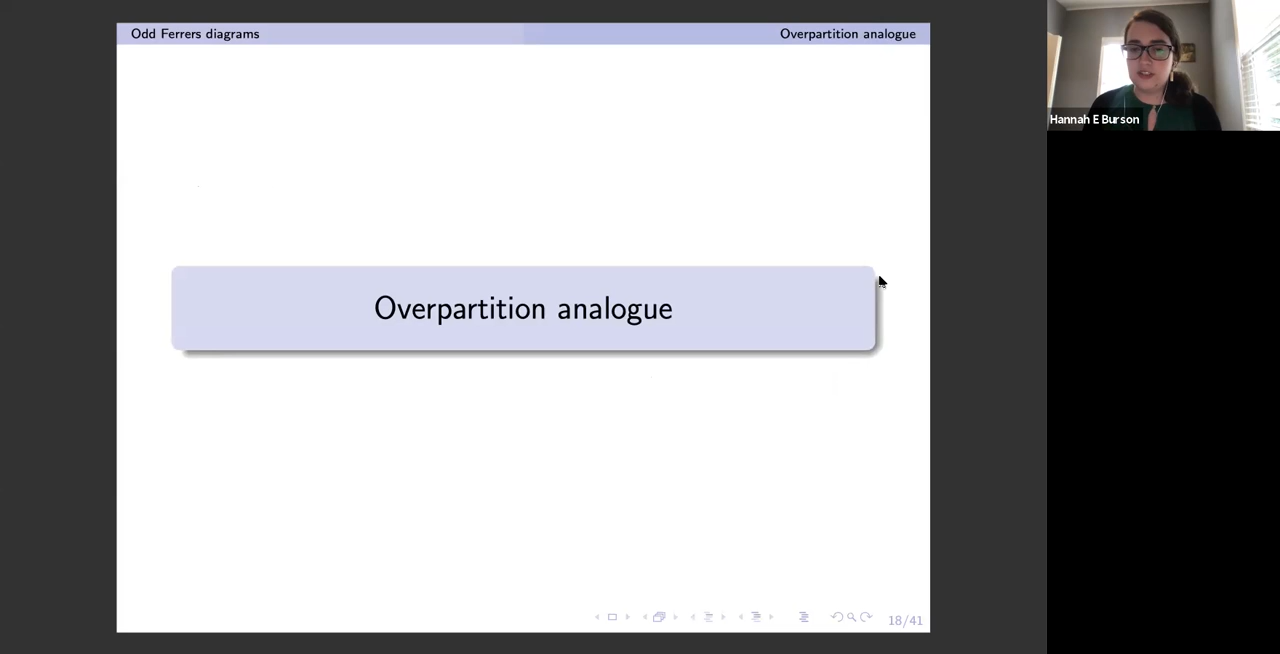 Odd Ferrers diagrams
Overpartition analogue
Hannah E Burson
Overpartition analogue
18/41